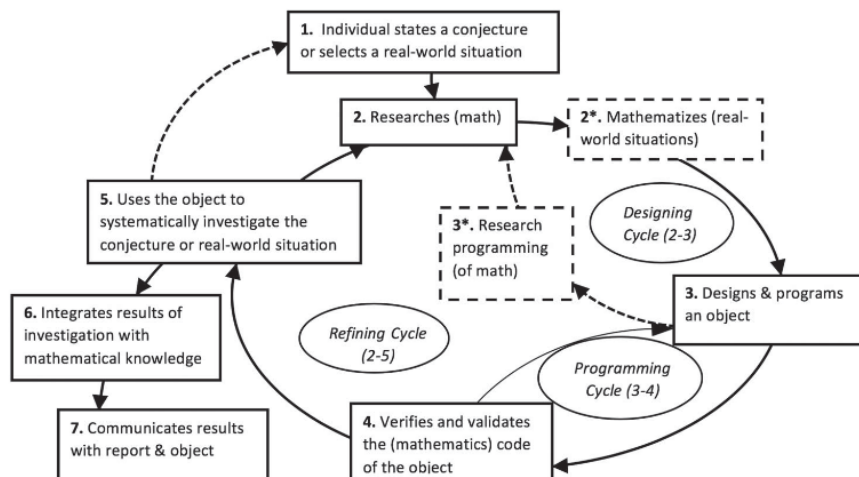 1. Individual states a conjecture
or selects a real-world situation
2. Researches (math)
2*. Mathematizes (real-
world situations)
5. Uses the object to
systematically investigate the
conjecture or real-world situation
3*. Research
programming
(of math)
Designing
Cycle (2-3)
3. Designs & programs
an object
6. Integrates results of
investigation with
mathematical knowledge
Refining Cycle
(2-5)
Programming
Cycle (3-4)
4. Verifies and validates
the (mathematics) code
of the object
7. Communicates results
with report & object